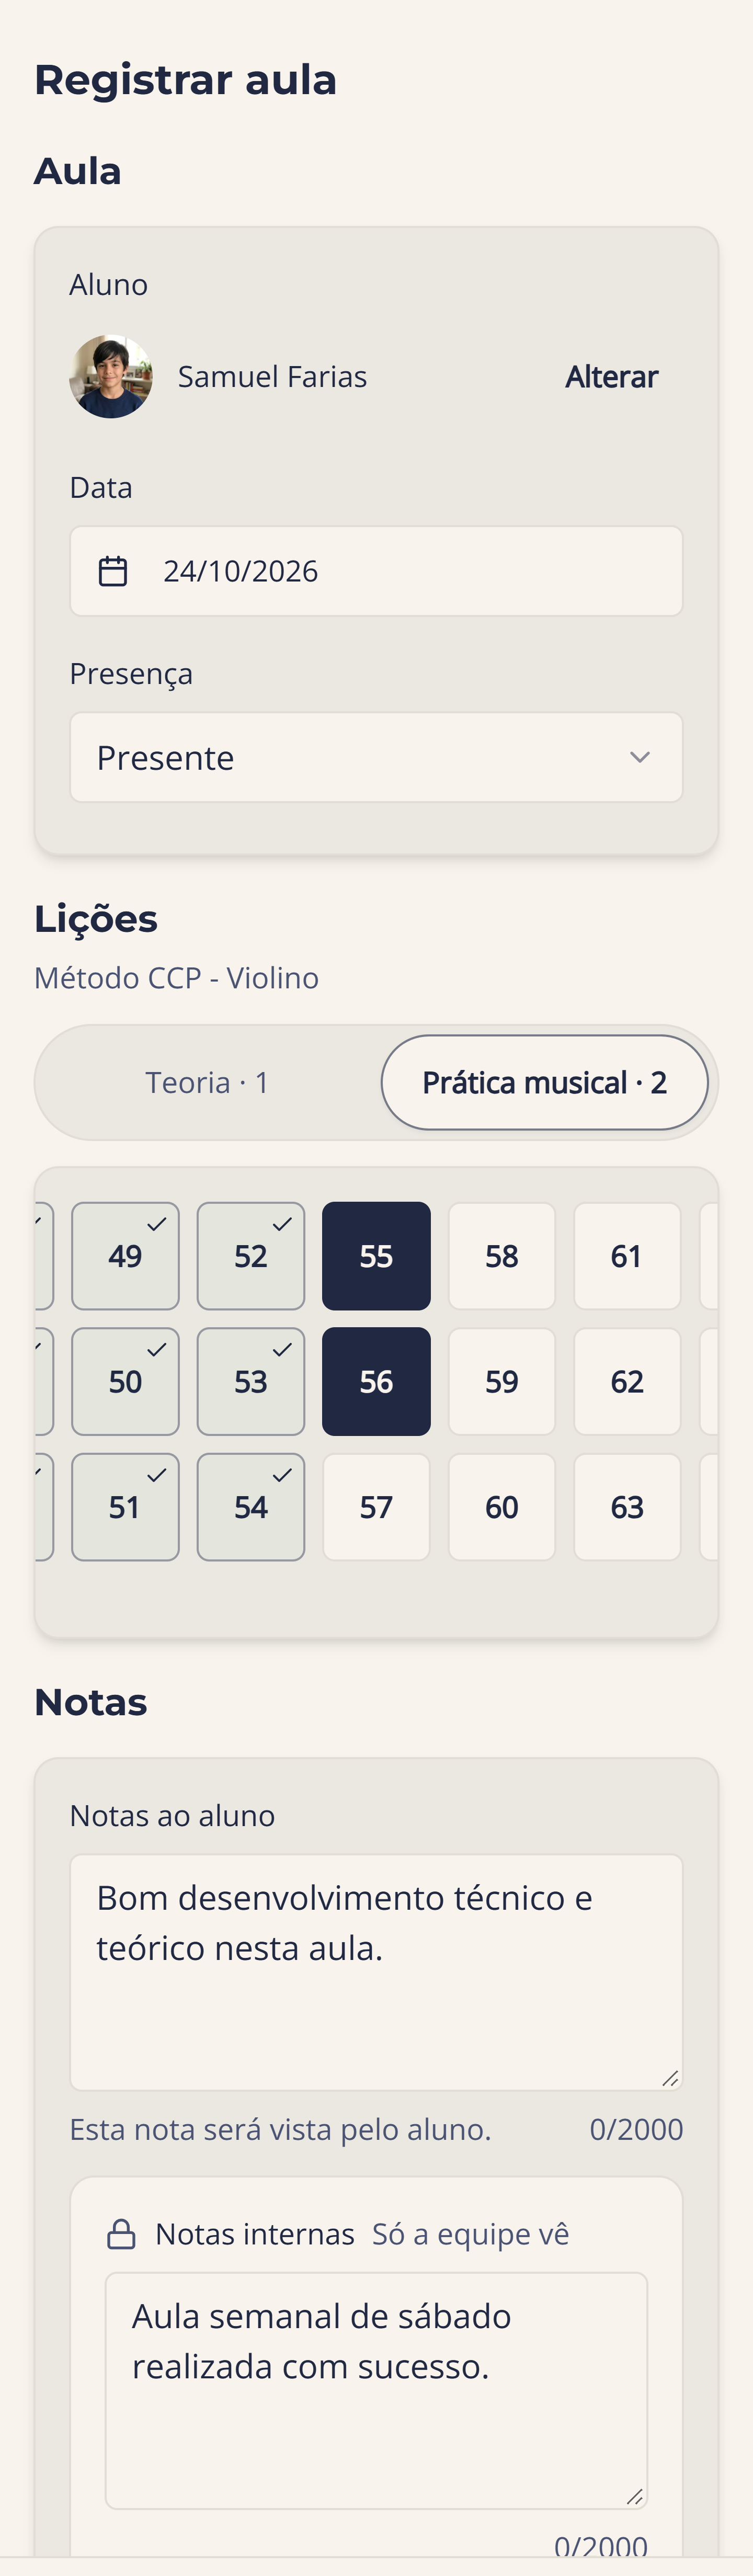 Registrar aula
Aula
Aluno
Samuel Farias
Alterar
Data
24/10/2026
Presença
Presente
Lições
Método CCP - Violino
Teoria · 1
Prática musical · 2
49 52 55 58 61
50 53 56 59 62
51 54 57 60 63
Notas
Notas ao aluno
Bom desenvolvimento técnico e
teórico nesta aula.
Esta nota será vista pelo aluno. 0/2000
Notas internas Só a equipe vê
Aula semanal de sábado
realizada com sucesso.
0/2000